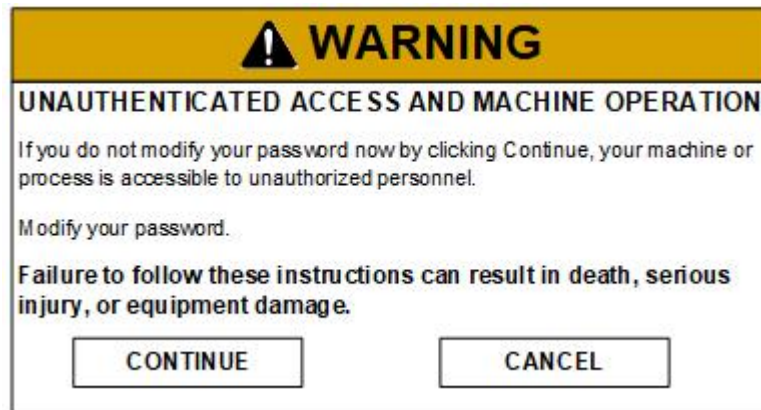 WARNING
UNAUTHENTICATED ACCESS AND MACHINE OPERATION
If you do not modify your password now by clicking Continue, your machine or
process is accessible to unauthorized personnel.
Modify your password.
Failure to follow these instructions can result in death, serious
injury, or equipment damage.
CONTINUE CANCEL